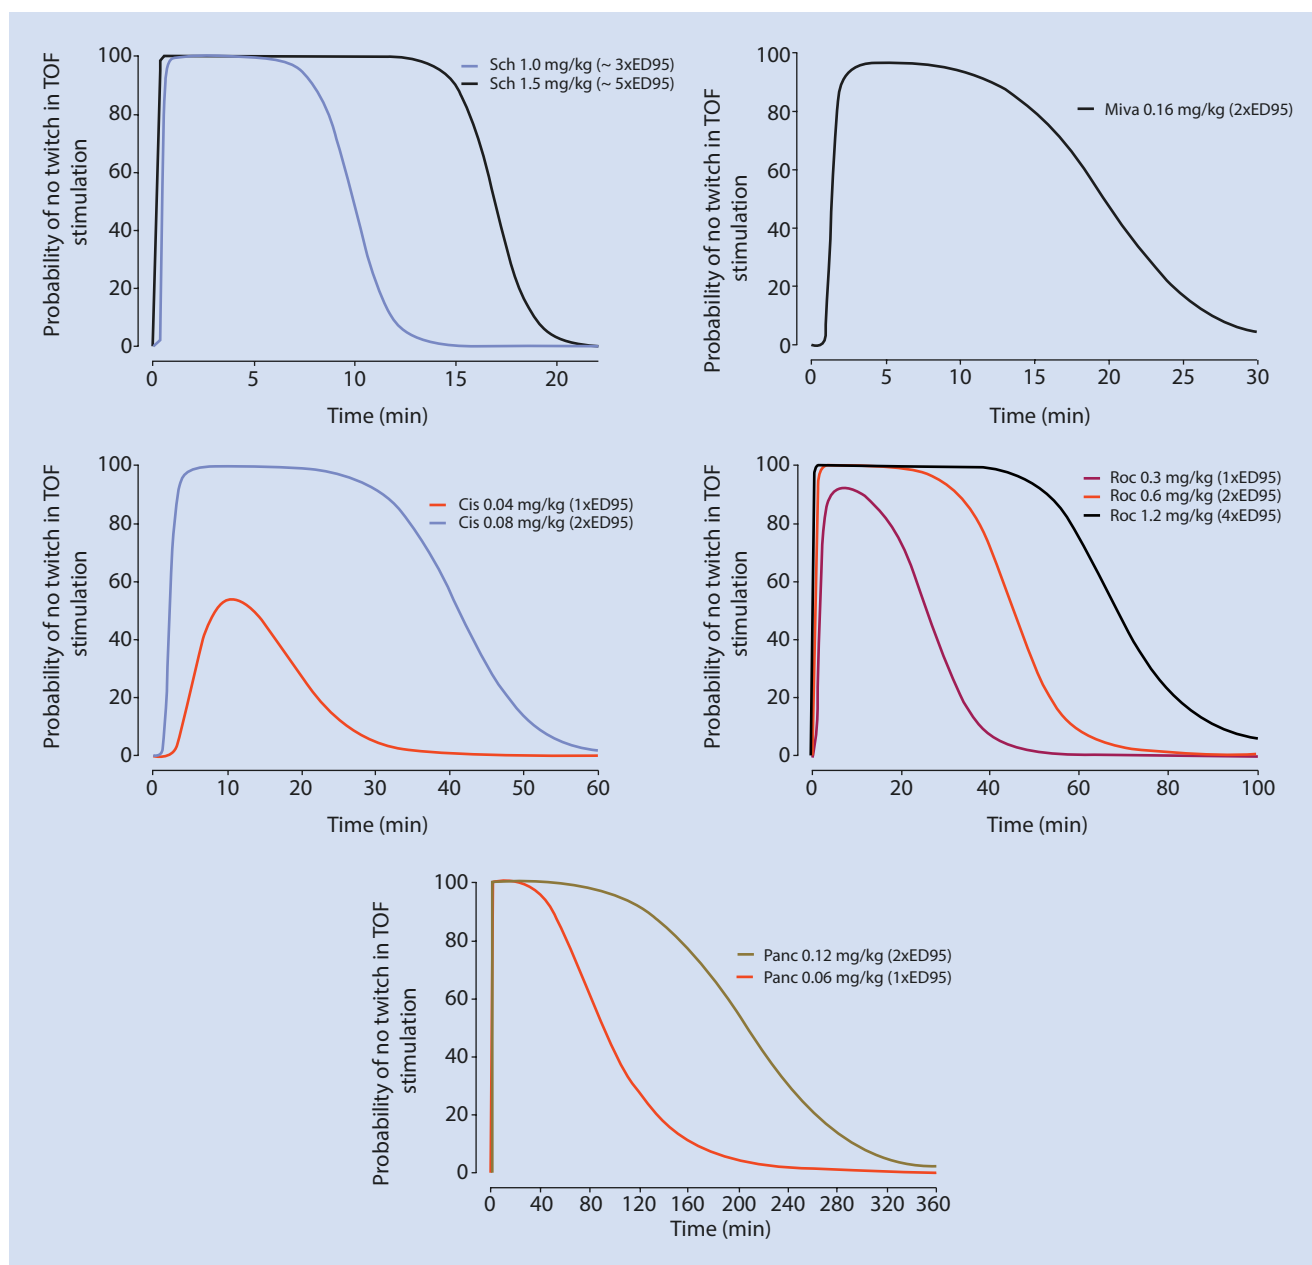 Probability of no twitch in TOF
stimulation
100
80
60
40
20
0
0 5 10 15 20
Time (min)
Sch 1.0 mg/kg (~ 3xED95)
Sch 1.5 mg/kg (~ 5xED95)
Probability of no twitch in TOF
stimulation
100
80
60
40
20
0
0 5 10 15 20 25 30
Time (min)
Miva 0.16 mg/kg (2xED95)
Probability of no twitch in TOF
stimulation
100
80
60
40
20
0
0 10 20 30 40 50 60
Time (min)
Cis 0.04 mg/kg (1xED95)
Cis 0.08 mg/kg (2xED95)
Probability of no twitch in TOF
stimulation
100
80
60
40
20
0
0 20 40 60 80 100
Time (min)
Roc 0.3 mg/kg (1xED95)
Roc 0.6 mg/kg (2xED95)
Roc 1.2 mg/kg (4xED95)
Probability of no twitch in TOF
stimulation
100
80
60
40
20
0
0 40 80 120 160 200 240 280 320 360
Time (min)
Panc 0.12 mg/kg (2xED95)
Panc 0.06 mg/kg (1xED95)